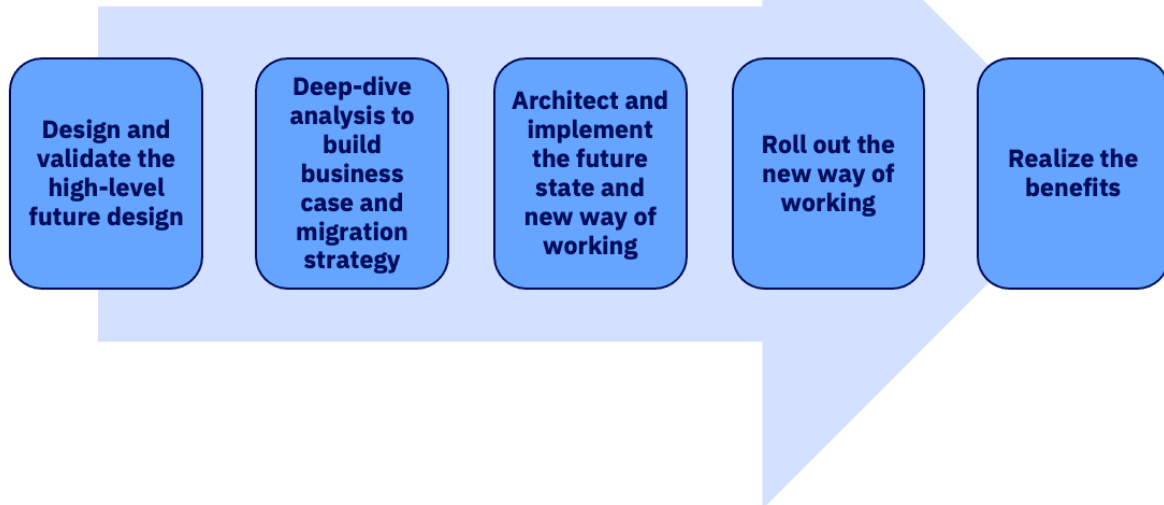 Design and
validate the
high-level
future design
Deep-dive
analysis to
build
business
case and
migration
strategy
Architect and
implement
the future
state and
new way of
working
Roll out the
new way of
working
Realize the
benefits